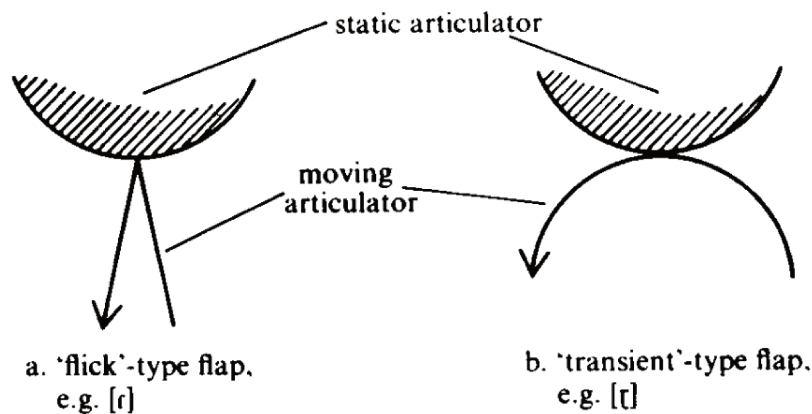 static articulator
moving
articulator
a. ‘flick’-type flap,
e.g. [ɾ]
b. ‘transient’-type flap,
e.g. [ɽ]